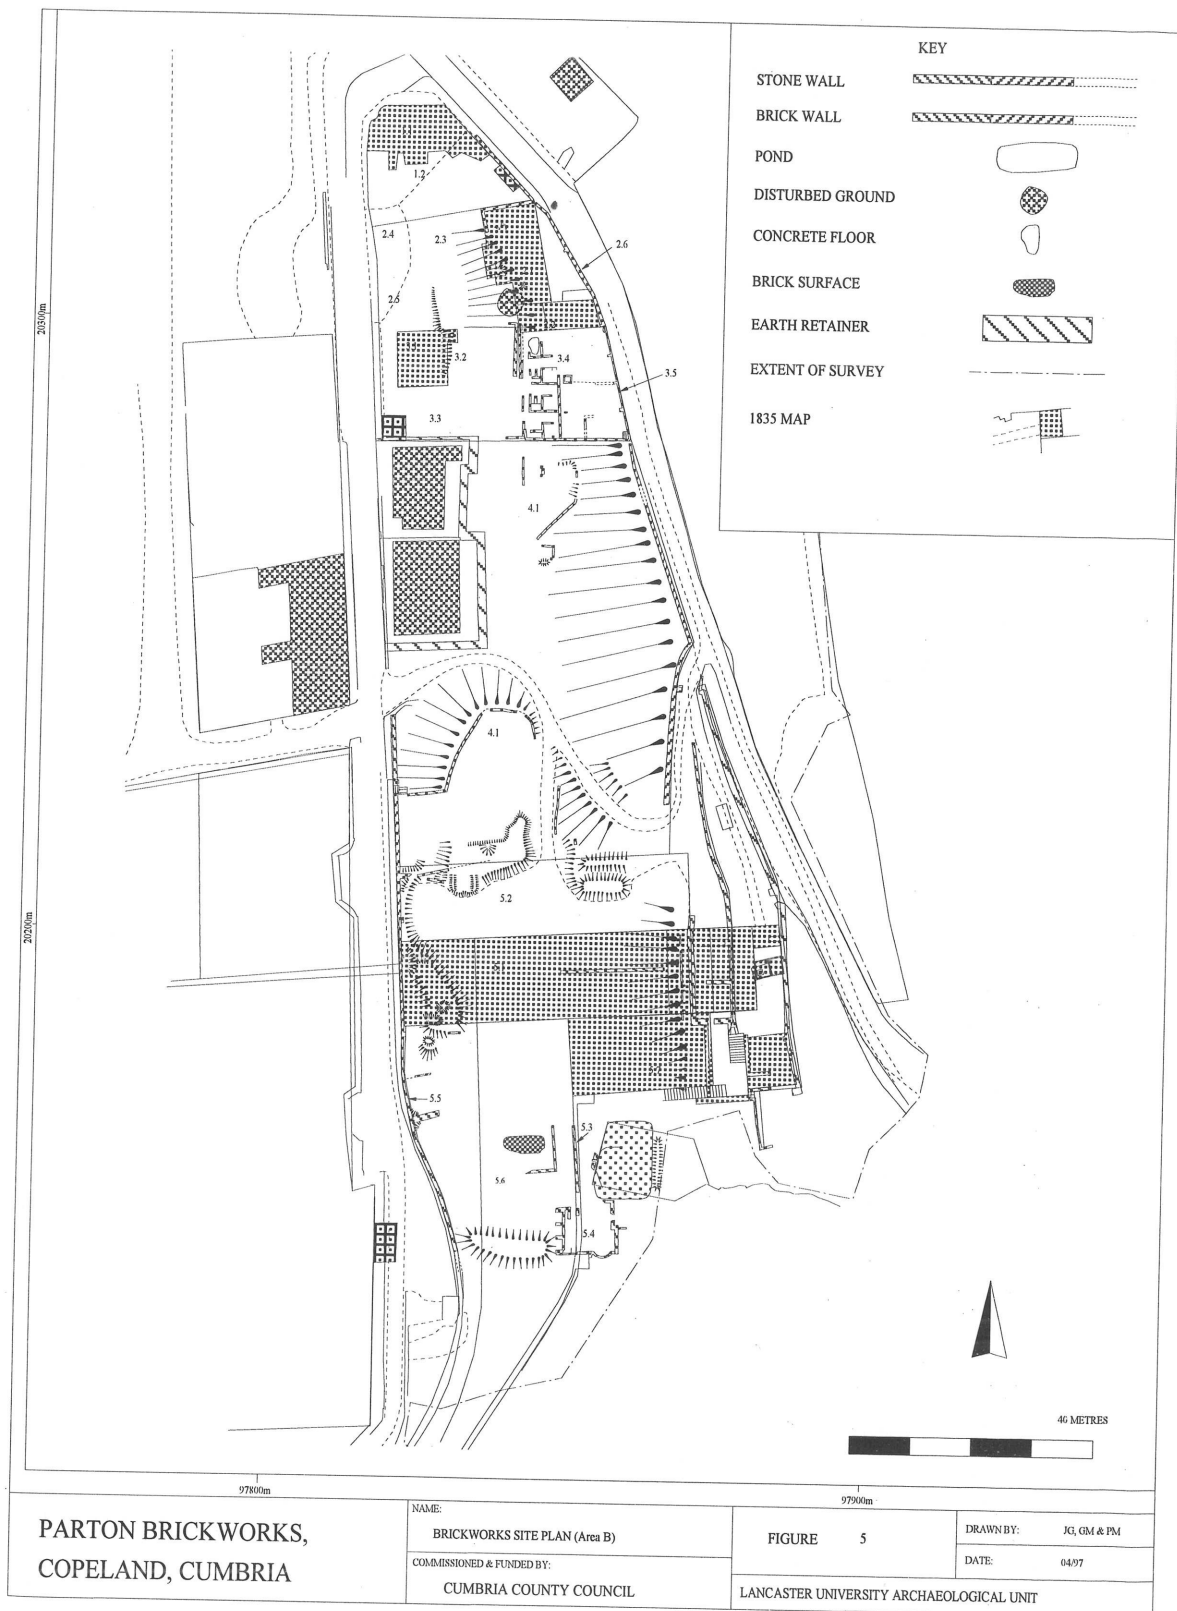 KEY
STONE WALL
BRICK WALL
POND
DISTURBED GROUND
CONCRETE FLOOR
BRICK SURFACE
EARTH RETAINER
EXTENT OF SURVEY
1835 MAP
1.2
2.4
2.3
2.6
2.5
3.2
3.4
3.5
3.3
4.1
4.1
5.2
5.5
5.3
5.6
5.4
20300m
20200m
97800m
97900m
40 METRES
PARTON BRICKWORKS,
COPELAND, CUMBRIA
NAME:
BRICKWORKS SITE PLAN (Area B)
COMMISSIONED & FUNDED BY:
CUMBRIA COUNTY COUNCIL
FIGURE 5
DRAWN BY: JG, GM & PM
DATE: 04/97
LANCASTER UNIVERSITY ARCHAEOLOGICAL UNIT